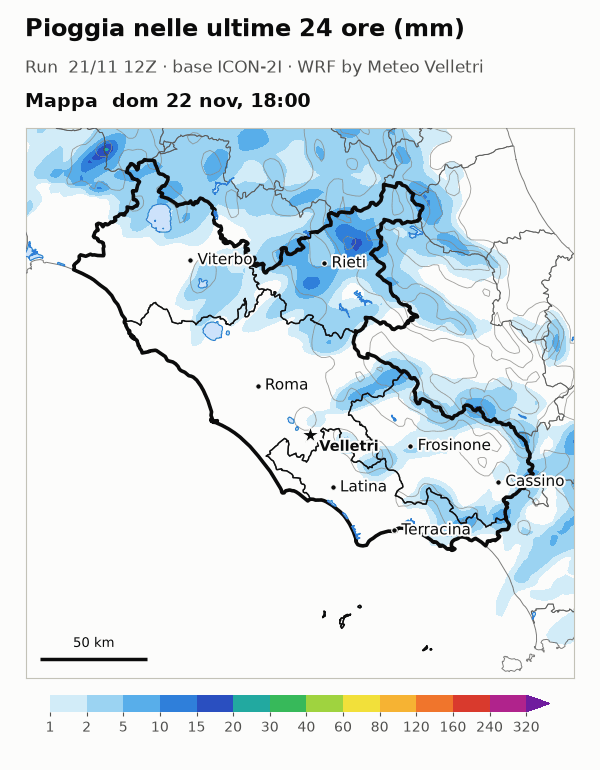 Pioggia nelle ultime 24 ore (mm)
Run  21/11 12Z · base ICON-2I · WRF by Meteo Velletri
Mappa  dom 22 nov, 18:00
Viterbo
Rieti
Roma
Velletri
Frosinone
Latina
Cassino
Terracina
50 km
1 2 5 10 15 20 30 40 60 80 120 160 240 320